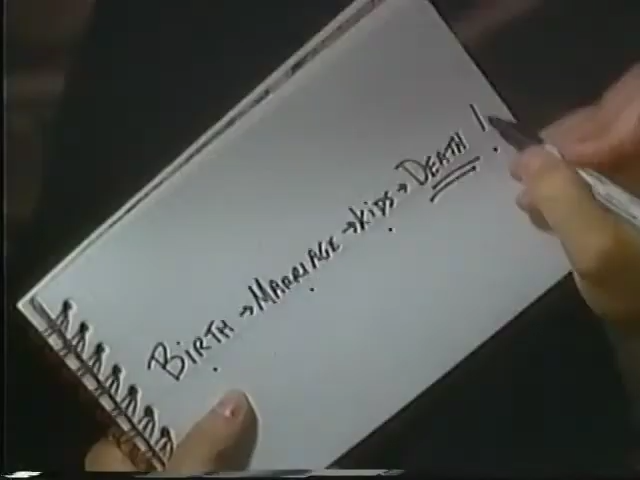 BIRTH → MARRIAGE → KiDS → DEATH !